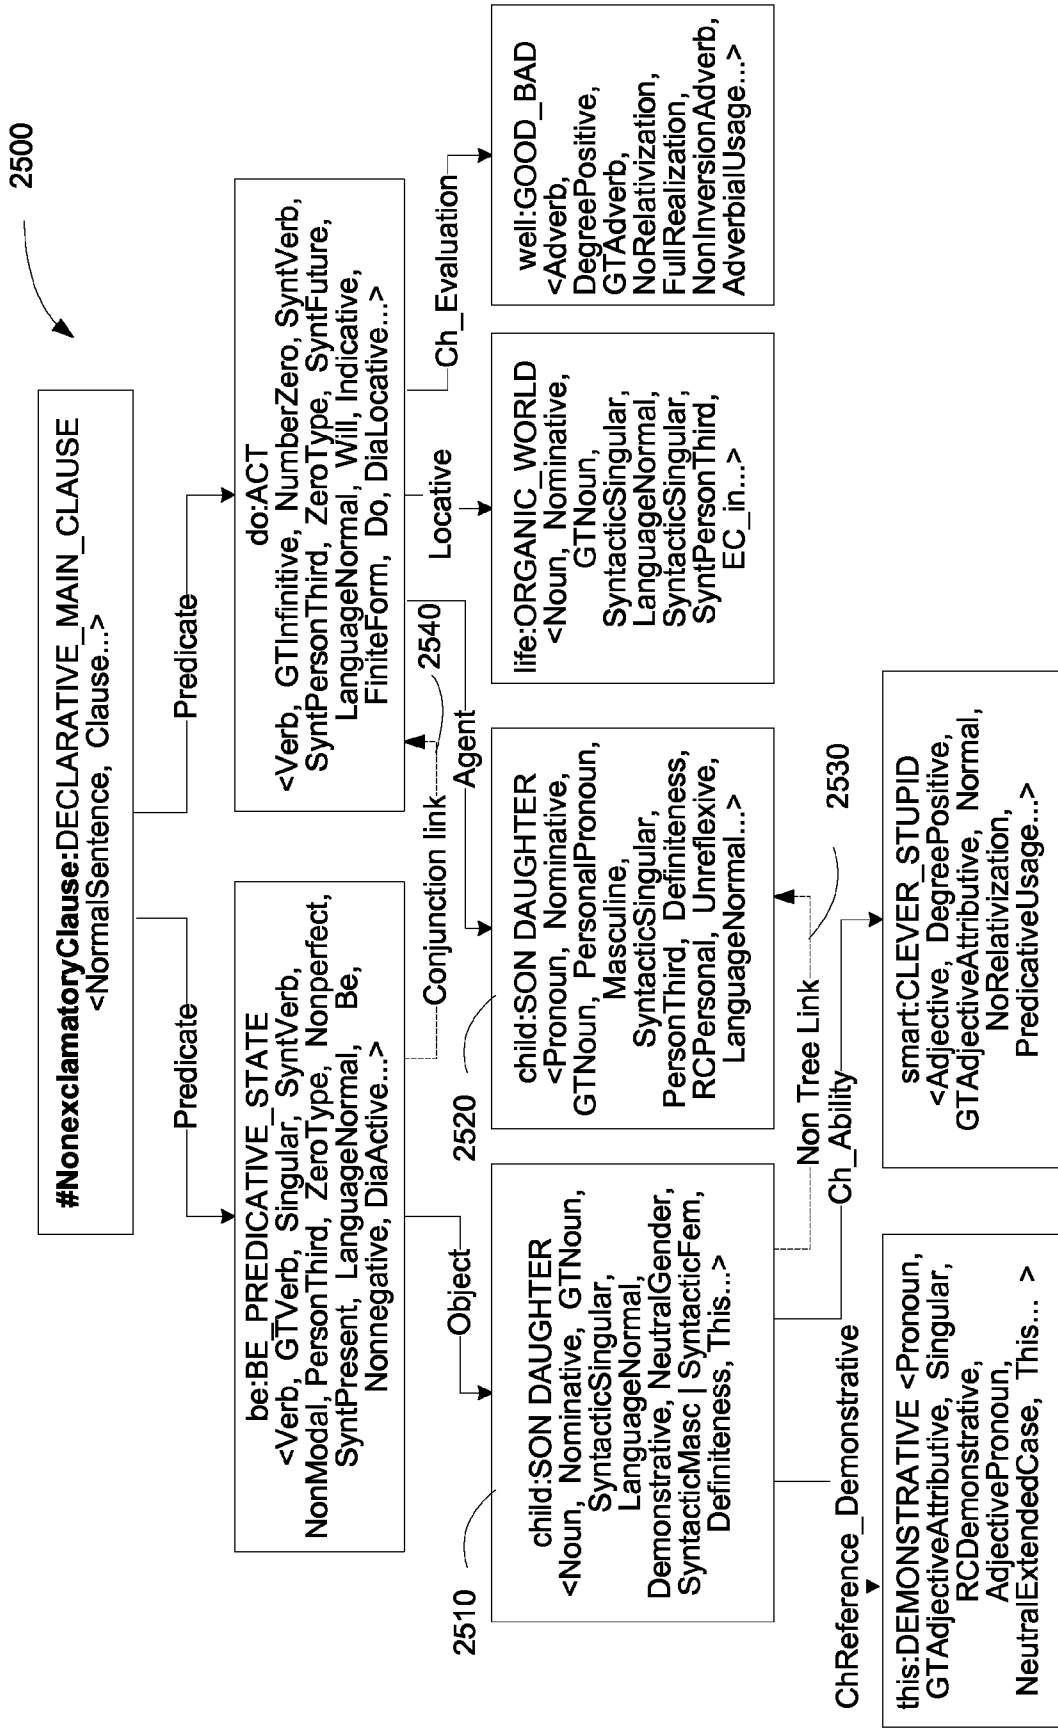 2500
#NonexclamatoryClause:DECLARATIVE_MAIN_CLAUSE
<NormalSentence, Clause...>
Predicate
Predicate
be:BE_PREDICATIVE_STATE
<Verb, GTVerb, Singular, SyntVerb,
NonModal, PersonThird, ZeroType, Nonperfect,
SyntPresent, LanguageNormal, Be,
Nonnegative, DiaActive...>
do:ACT
<Verb, GTInfinitive, NumberZero, SyntVerb,
SyntPersonThird, ZeroType, SyntFuture,
LanguageNormal, Will, Indicative,
FiniteForm, Do, DiaLocative...>
Object
Conjunction link
2540
Agent
Locative
Ch_Evaluation
2510
child:SON DAUGHTER
<Noun, Nominative, GTNoun,
SyntacticSingular,
LanguageNormal,
Demonstrative, NeutralGender,
SyntacticMasc | SyntacticFem,
Definiteness, This...>
2520
child:SON DAUGHTER
<Pronoun, Nominative,
GTNoun, PersonalPronoun,
Masculine,
SyntacticSingular,
PersonThird, Definiteness,
RCPersonal, Unreflexive,
LanguageNormal...>
life:ORGANIC_WORLD
<Noun, Nominative,
GTNoun,
SyntacticSingular,
LanguageNormal,
SyntacticSingular,
SyntPersonThird,
EC_in...>
well:GOOD_BAD
<Adverb,
DegreePositive,
GTAdverb,
NoRelativization,
FullRealization,
NonInversionAdverb,
AdverbialUsage...>
ChReference_Demonstrative
Non Tree Link
Ch_Ability
2530
this:DEMONSTRATIVE <Pronoun,
GTAdjectiveAttributive, Singular,
RCDemonstrative,
AdjectivePronoun,
NeutralExtendedCase, This... >
smart:CLEVER_STUPID
<Adjective, DegreePositive,
GTAdjectiveAttributive, Normal,
NoRelativization,
PredicativeUsage...>